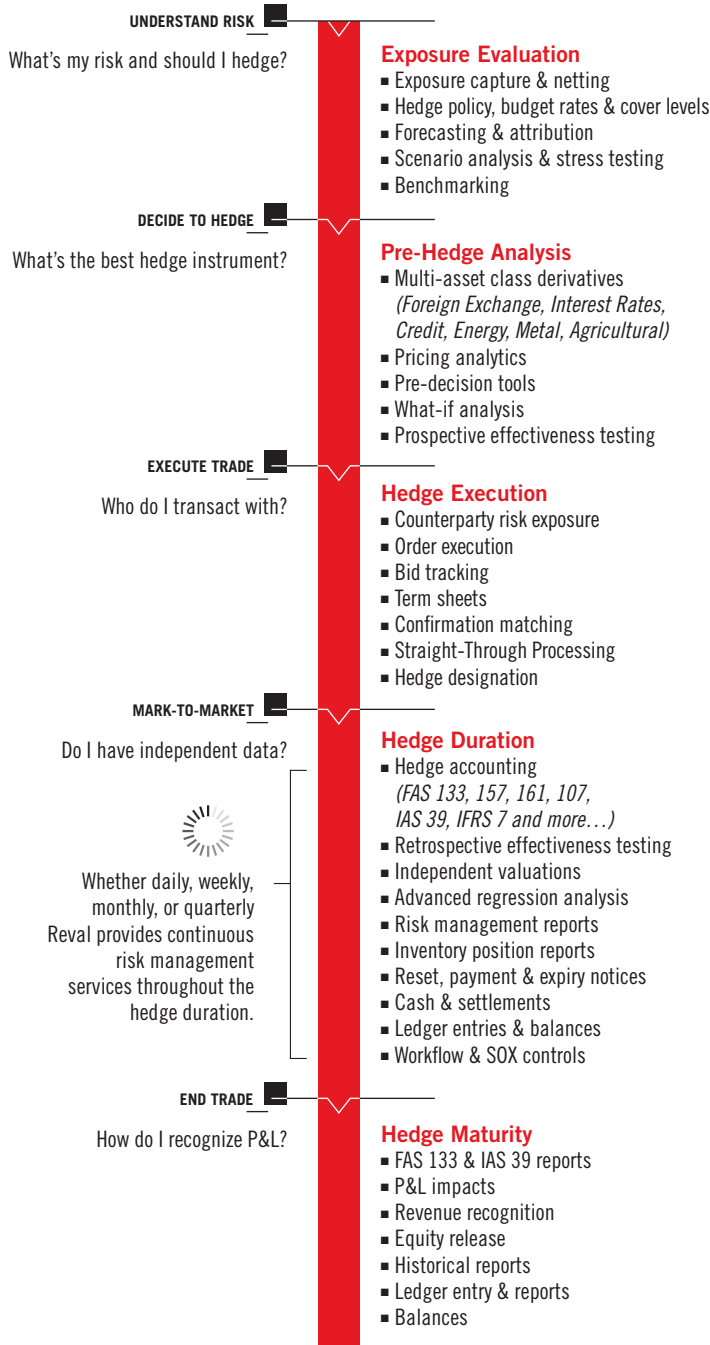 UNDERSTAND RISK
What’s my risk and should I hedge?
Exposure Evaluation
▪ Exposure capture & netting
▪ Hedge policy, budget rates & cover levels
▪ Forecasting & attribution
▪ Scenario analysis & stress testing
▪ Benchmarking
DECIDE TO HEDGE
What’s the best hedge instrument?
Pre-Hedge Analysis
▪ Multi-asset class derivatives
(Foreign Exchange, Interest Rates,
Credit, Energy, Metal, Agricultural)
▪ Pricing analytics
▪ Pre-decision tools
▪ What-if analysis
▪ Prospective effectiveness testing
EXECUTE TRADE
Who do I transact with?
Hedge Execution
▪ Counterparty risk exposure
▪ Order execution
▪ Bid tracking
▪ Term sheets
▪ Confirmation matching
▪ Straight-Through Processing
▪ Hedge designation
MARK-TO-MARKET
Do I have independent data?
Whether daily, weekly,
monthly, or quarterly
Reval provides continuous
risk management
services throughout the
hedge duration.
Hedge Duration
▪ Hedge accounting
(FAS 133, 157, 161, 107,
IAS 39, IFRS 7 and more…)
▪ Retrospective effectiveness testing
▪ Independent valuations
▪ Advanced regression analysis
▪ Risk management reports
▪ Inventory position reports
▪ Reset, payment & expiry notices
▪ Cash & settlements
▪ Ledger entries & balances
▪ Workflow & SOX controls
END TRADE
How do I recognize P&L?
Hedge Maturity
▪ FAS 133 & IAS 39 reports
▪ P&L impacts
▪ Revenue recognition
▪ Equity release
▪ Historical reports
▪ Ledger entry & reports
▪ Balances